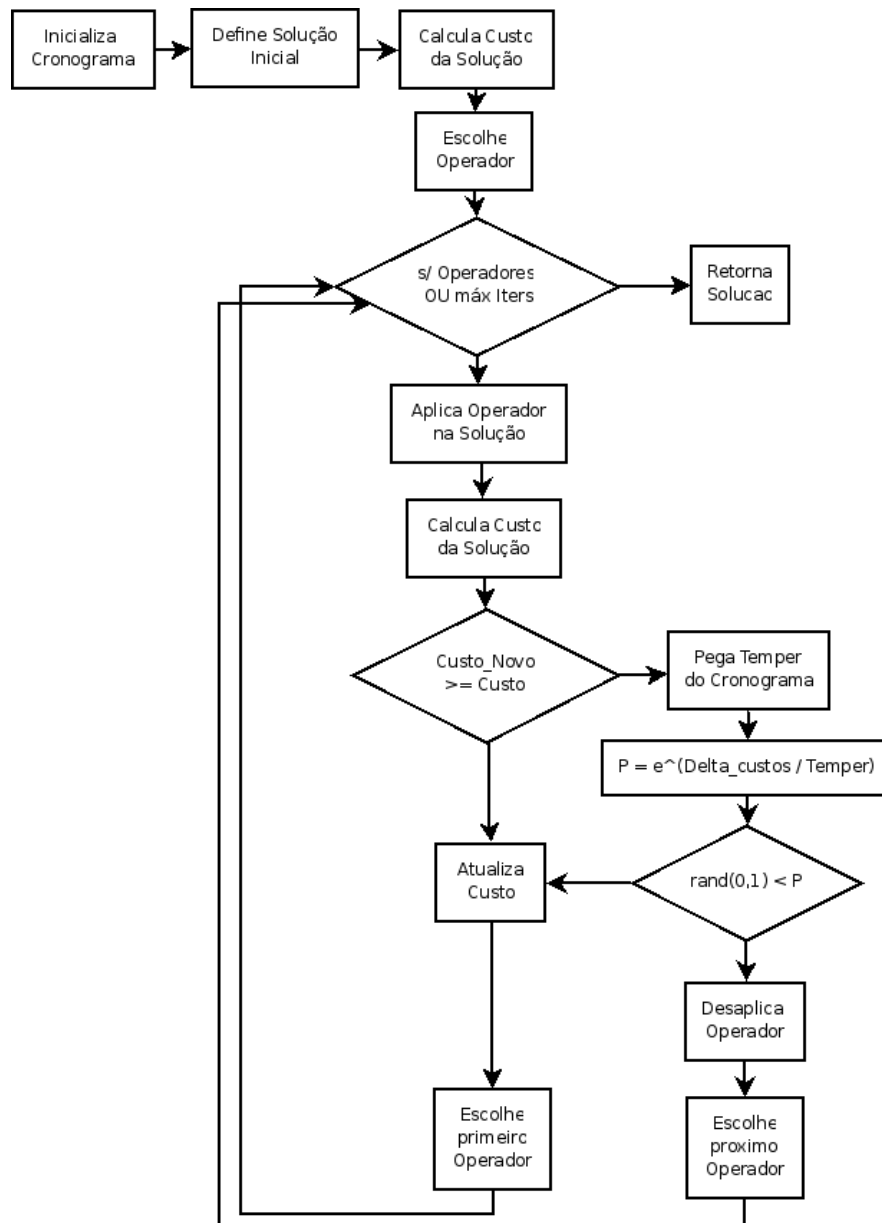 Inicializa
Cronograma
Define Solução
Inicial
Calcula Custo
da Solução
Escolhe
Operador
s/ Operadores
OU máx Iters
Retorna
Solucao
Aplica Operador
na Solução
Calcula Custo
da Solução
Custo_Novo
>= Custo
Pega Temper
do Cronograma
P = e^(Delta_custos / Temper)
rand(0,1) < P
Atualiza
Custo
Desaplica
Operador
Escolhe
primeiro
Operador
Escolhe
proximo
Operador